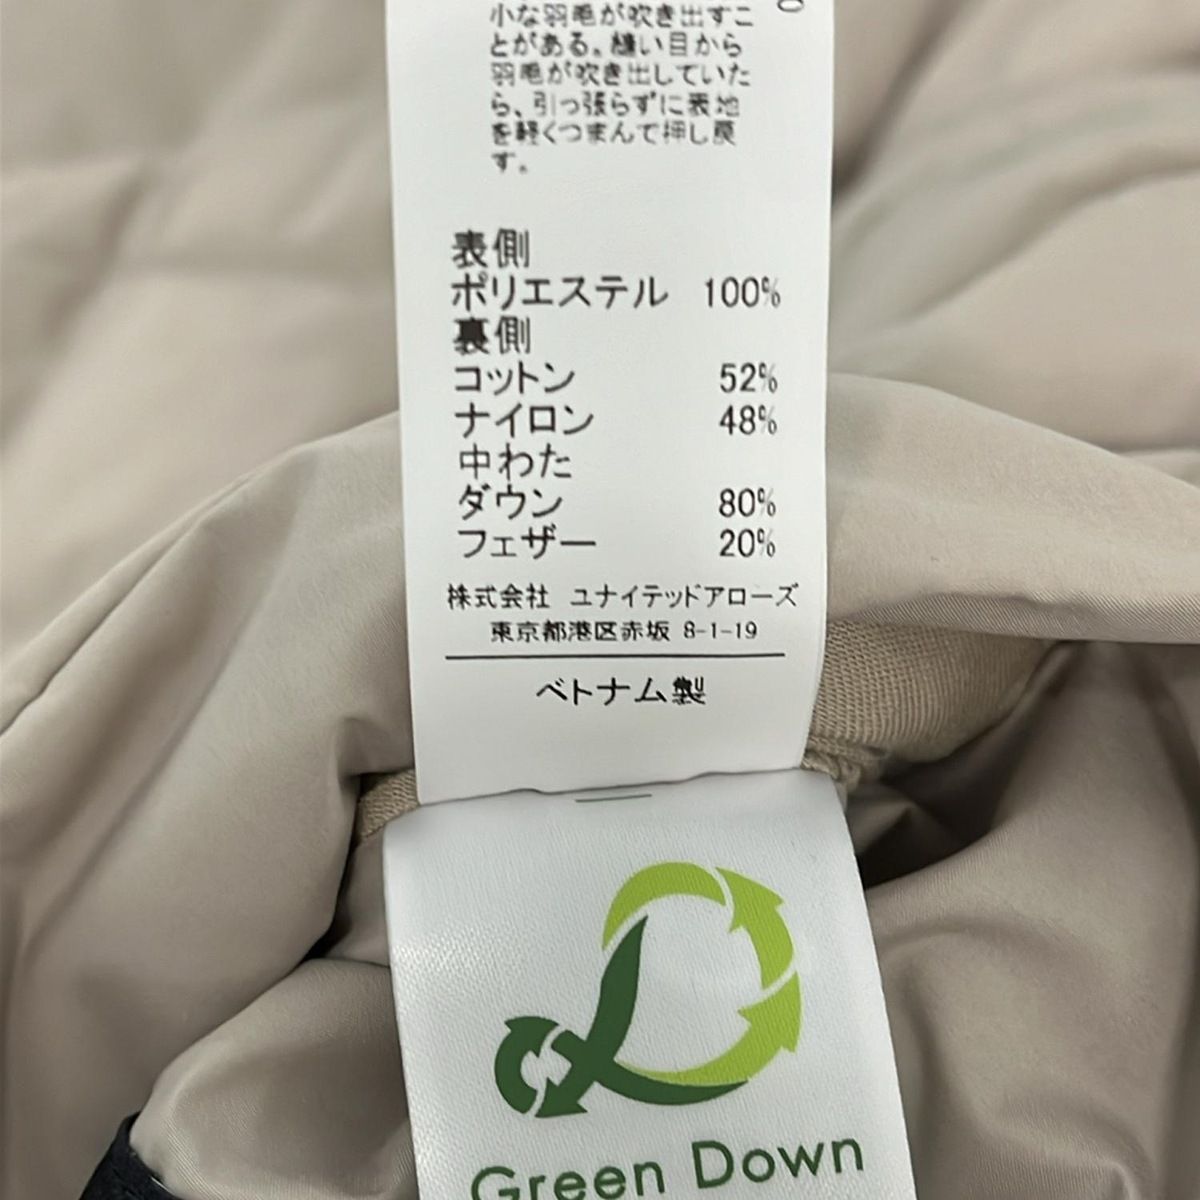 小な羽毛が吹き出すこ
とがある。縫い目から
羽毛が吹き出していた
ら、引っ張らずに表地
を軽くつまんで押し戻
す。
表側
ポリエステル 100%
裏側
コットン 52%
ナイロン 48%
中わた
ダウン 80%
フェザー 20%
株式会社 ユナイテッドアローズ
東京都港区赤坂 8-1-19
ベトナム製
Green Down